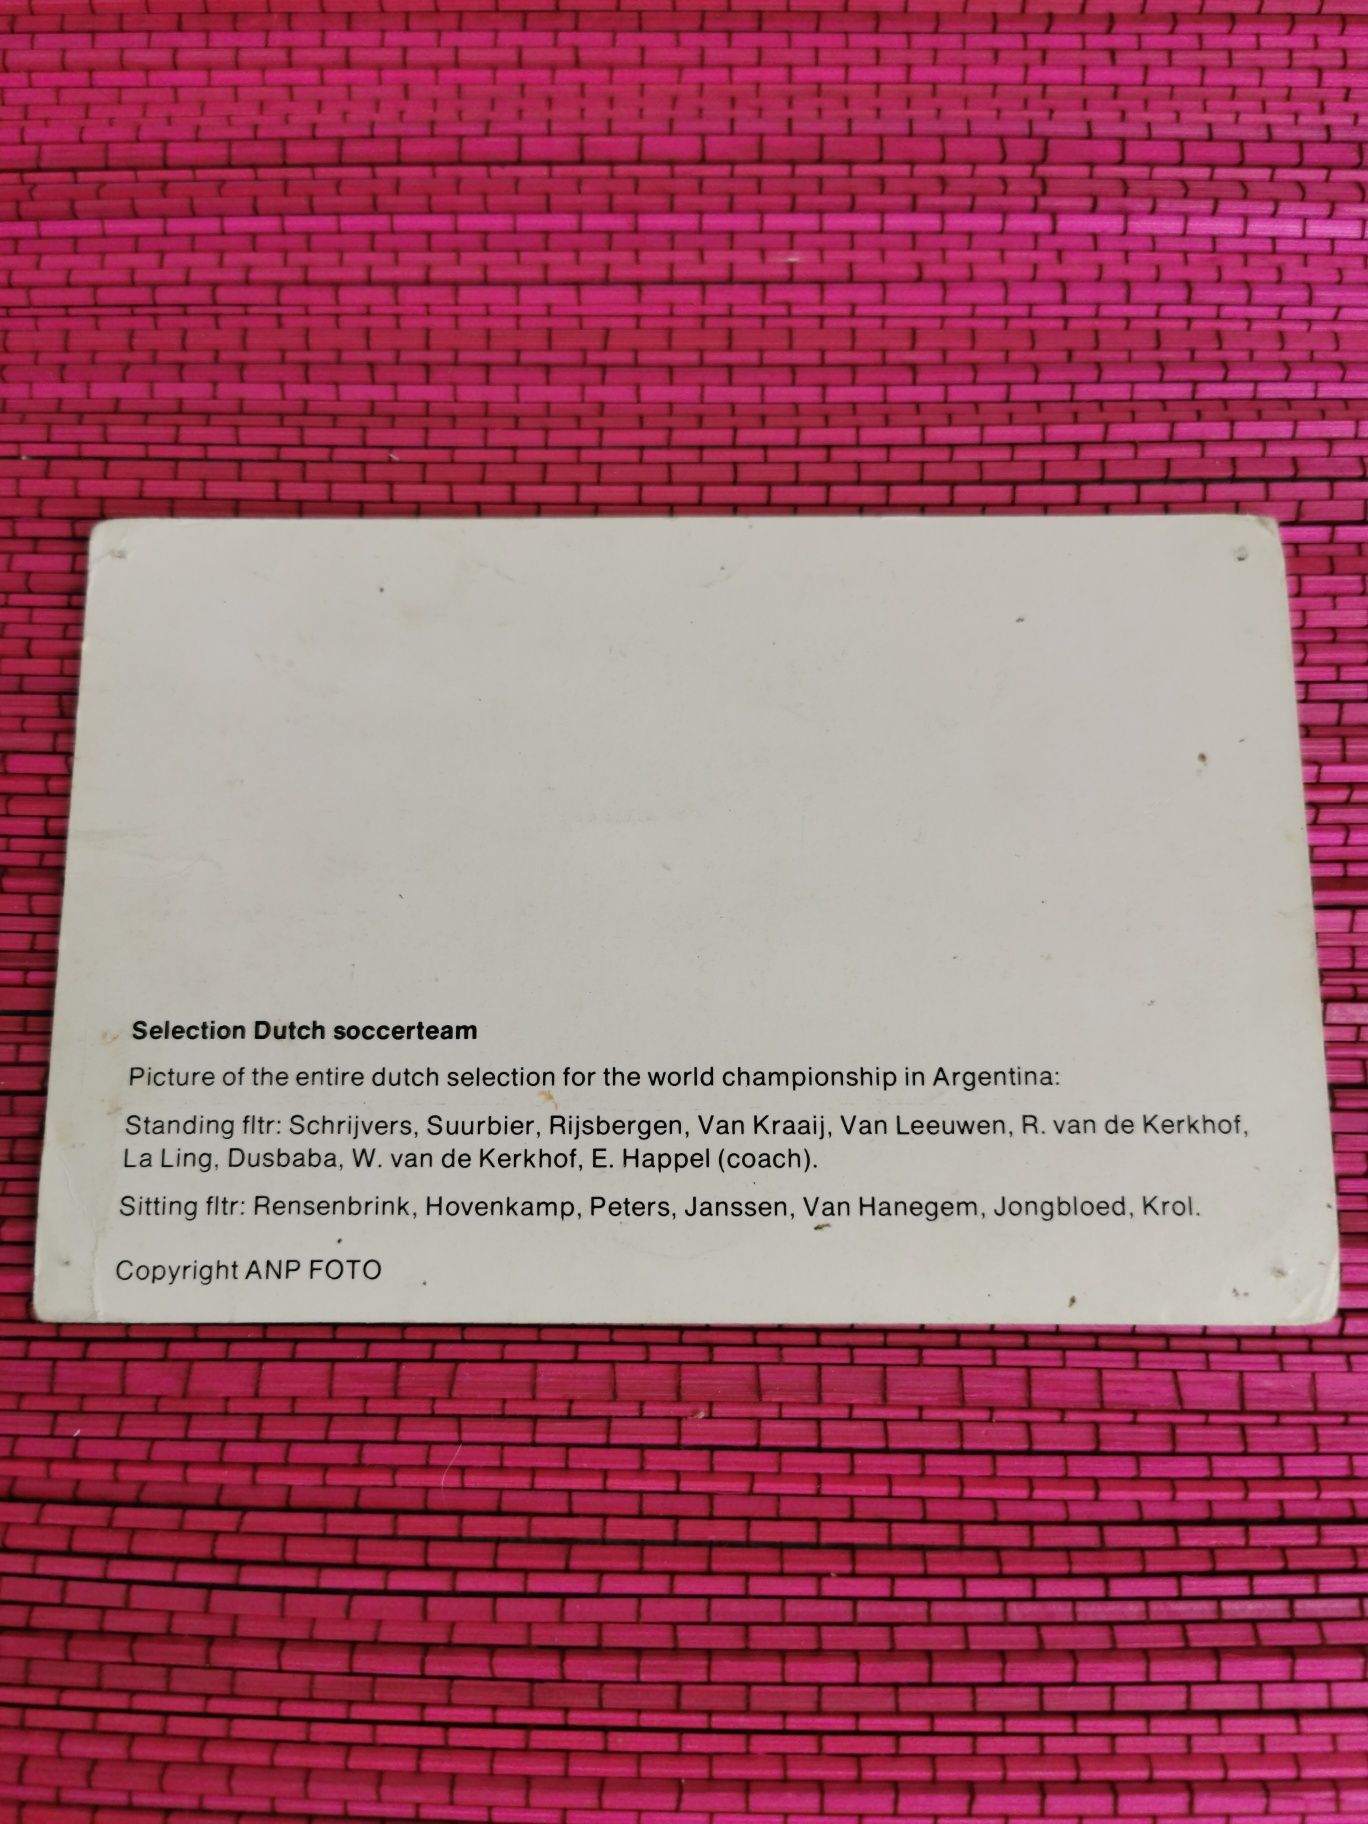 Selection Dutch soccerteam
Picture of the entire dutch selection for the world championship in Argentina:
Standing fltr: Schrijvers, Suurbier, Rijsbergen, Van Kraaij, Van Leeuwen, R. van de Kerkhof,
La Ling, Dusbaba, W. van de Kerkhof, E. Happel (coach).
Sitting fltr: Rensenbrink, Hovenkamp, Peters, Janssen, Van Hanegem, Jongbloed, Krol.
Copyright ANP FOTO